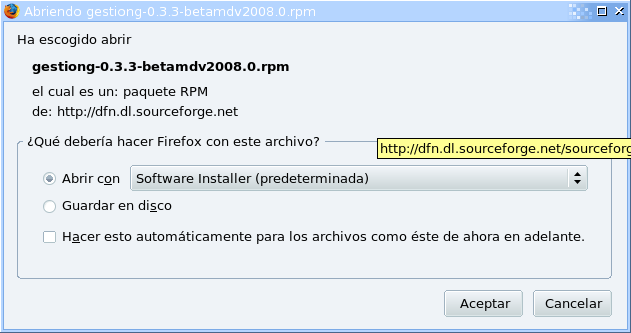 Abriendo gestiong-0.3.3-betamdv2008.0.rpm
Ha escogido abrir
gestiong-0.3.3-betamdv2008.0.rpm
el cual es un: paquete RPM
de: http://dfn.dl.sourceforge.net
¿Qué debería hacer Firefox con este archivo?
http://dfn.dl.sourceforge.net/sourceforg
Abrir con Software Installer (predeterminada)
Guardar en disco
Hacer esto automáticamente para los archivos como éste de ahora en adelante.
Aceptar Cancelar